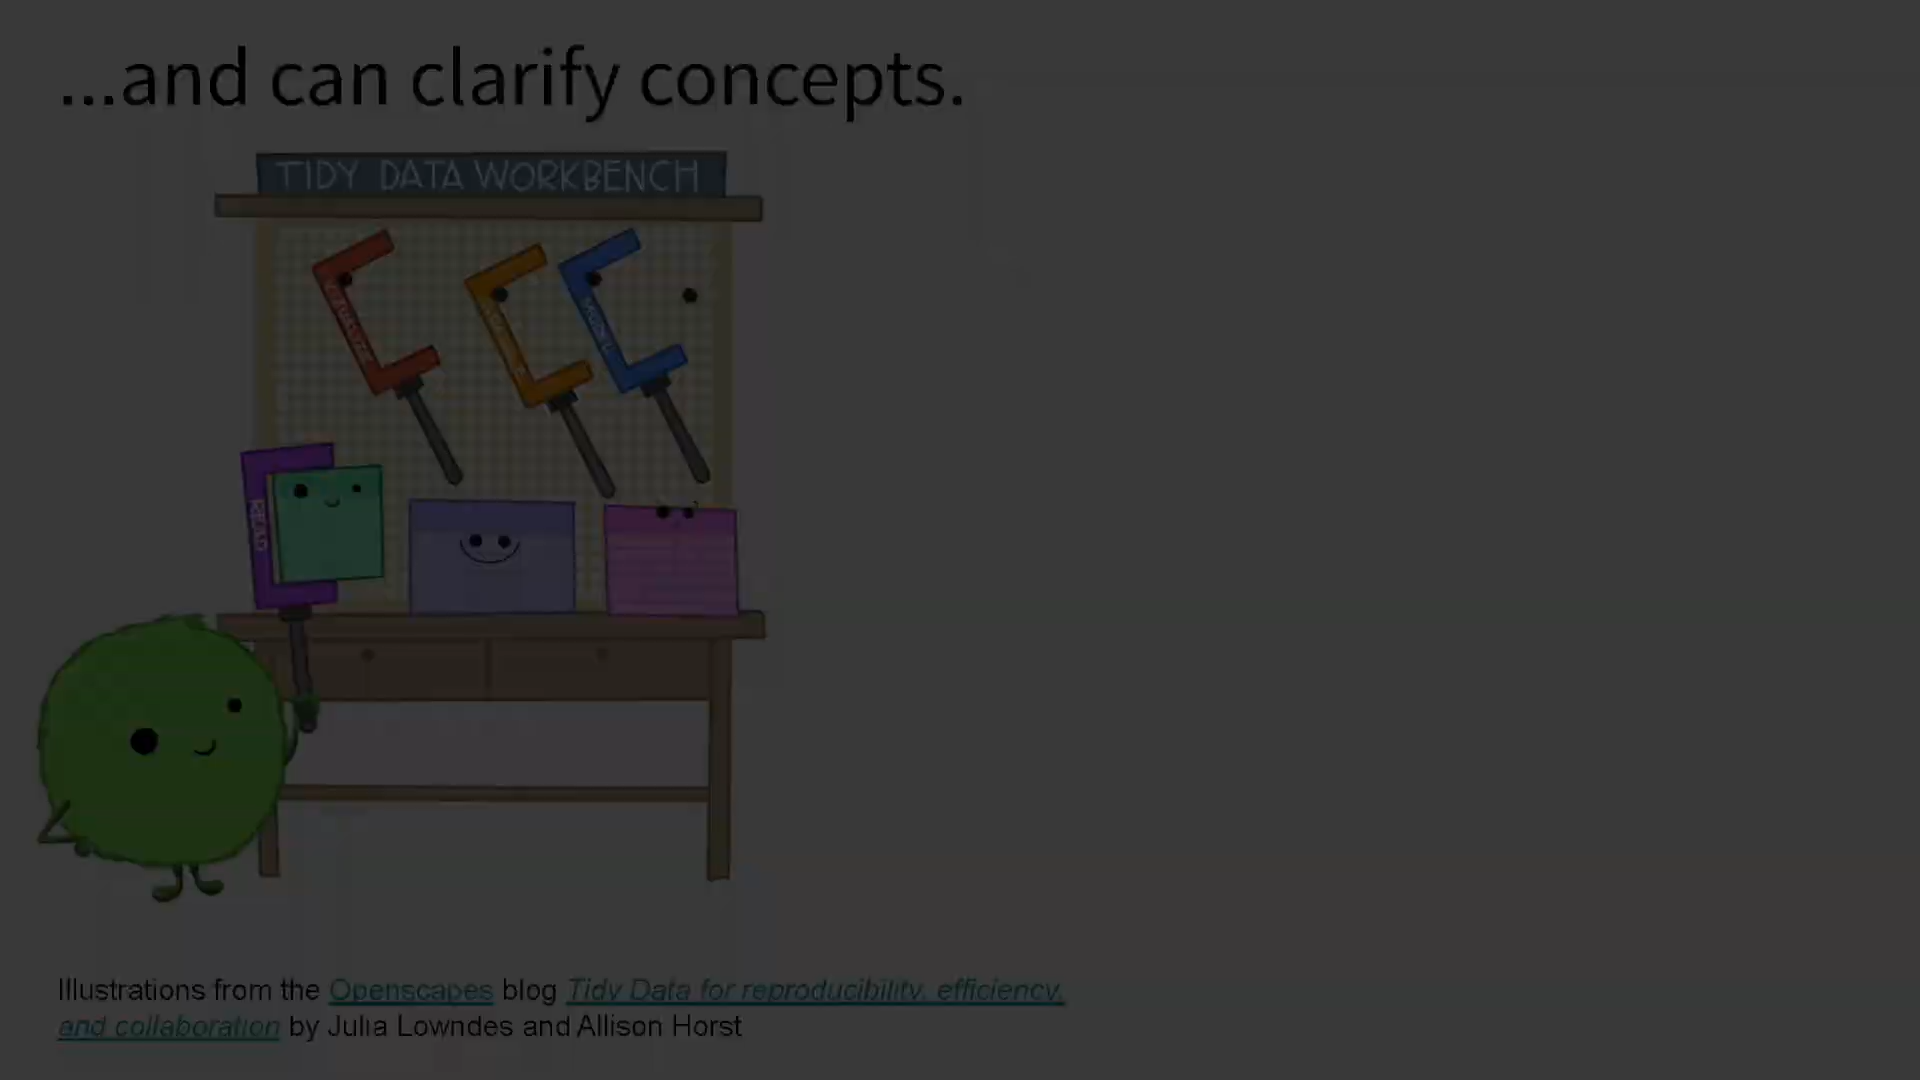 ...and can clarify concepts.
TIDY DATA WORKBENCH
READ
Illustrations from the Openscapes blog Tidy Data for reproducibility, efficiency,
and collaboration by Julia Lowndes and Allison Horst